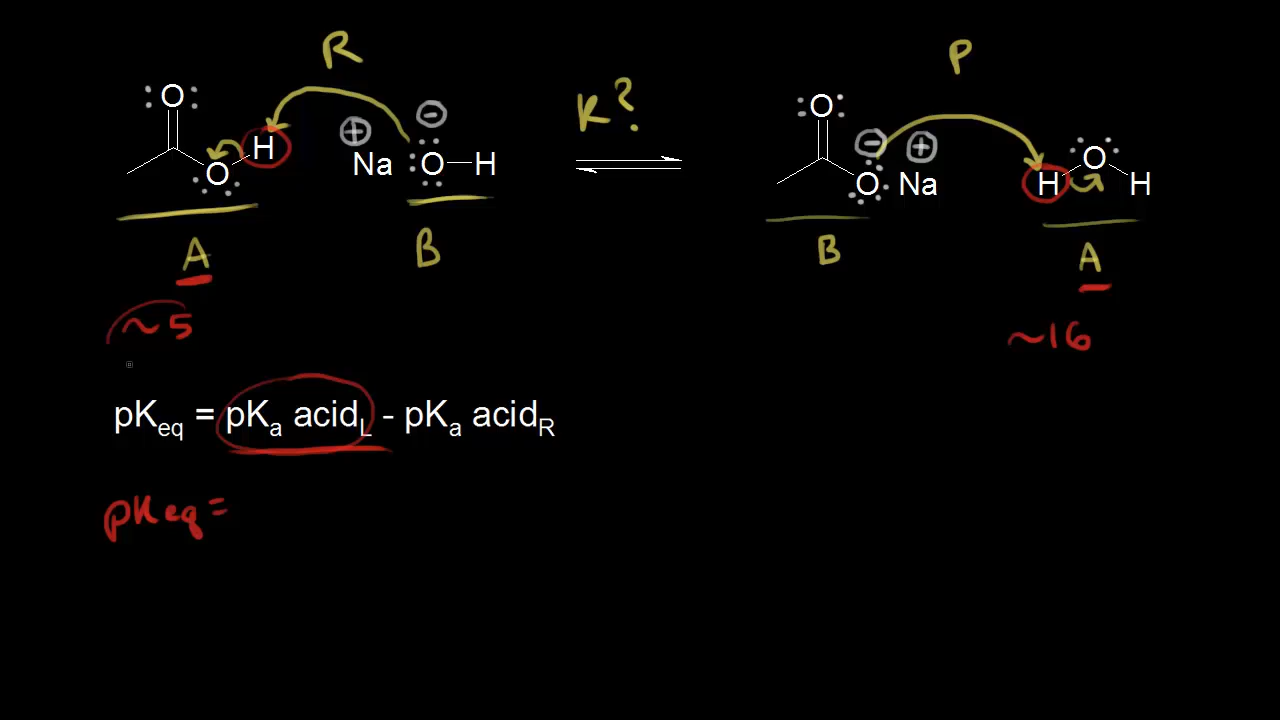 R P
K?
O O
H ⊕ ⊖ ⊖ ⊕ O
O Na O H O Na H H
A B B A
~5 ~16
pKeq = pKa acidL - pKa acidR
pKeq =